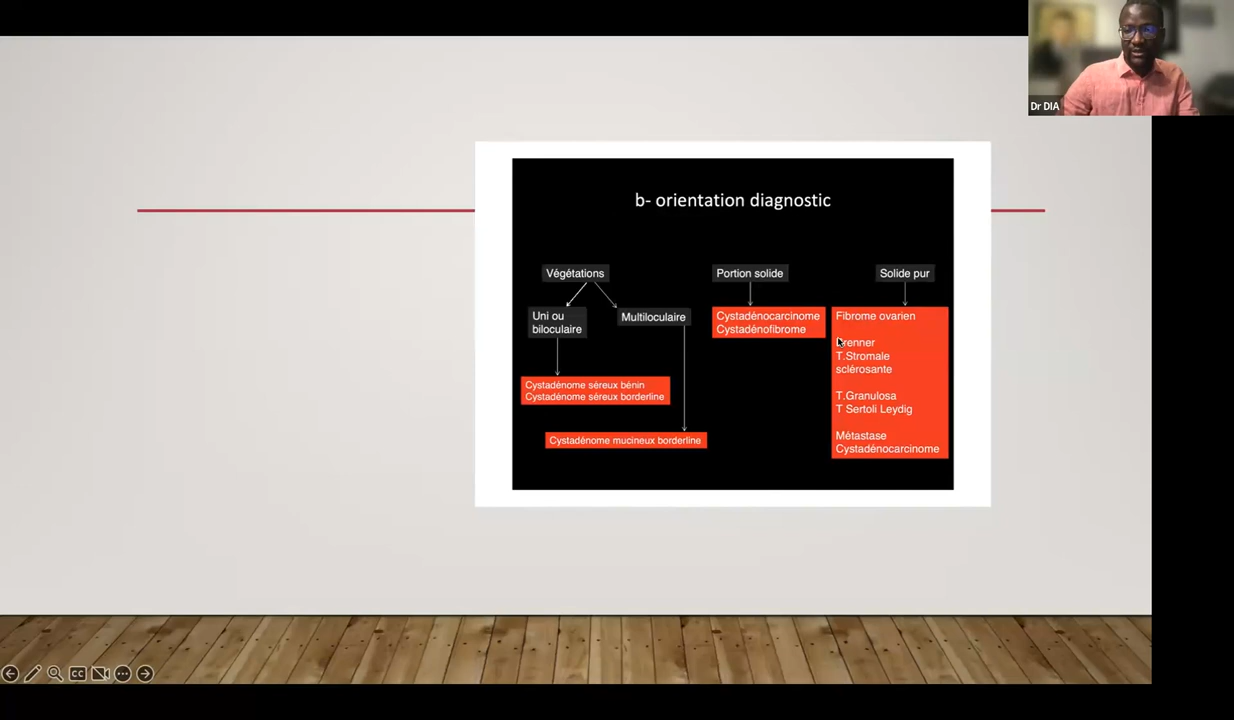 Dr DIA
b- orientation diagnostic
Végétations
Portion solide
Solide pur
Uni ou
biloculaire
Multiloculaire
Cystadénocarcinome
Cystadénofibrome
Fibrome ovarien
Brenner
T.Stromale
sclérosante
T.Granulosa
T Sertoli Leydig
Métastase
Cystadénocarcinome
Cystadénome séreux bénin
Cystadénome séreux borderline
Cystadénome mucineux borderline
CC